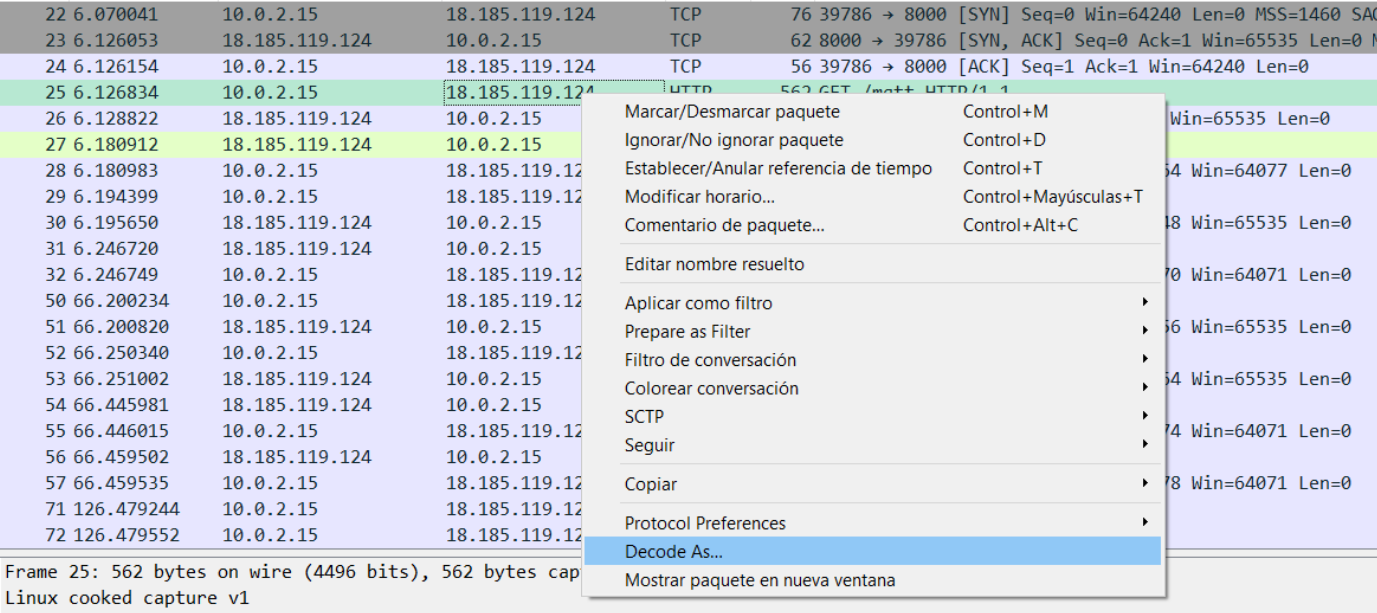 22 6.070041 10.0.2.15 18.185.119.124 TCP 76 39786 → 8000 [SYN] Seq=0 Win=64240 Len=0 MSS=1460
23 6.126053 18.185.119.124 10.0.2.15 TCP 62 8000 → 39786 [SYN, ACK] Seq=0 Ack=1 Win=65535 Len=0
24 6.126154 10.0.2.15 18.185.119.124 TCP 56 39786 → 8000 [ACK] Seq=1 Ack=1 Win=64240 Len=0
25 6.126834 10.0.2.15 18.185.119.124 HTTP 562 GET /mqtt HTTP/1.1
Marcar/Desmarcar paquete Control+M
26 6.128822 18.185.119.124 10.0.2.15 Win=65535 Len=0
Ignorar/No ignorar paquete Control+D
27 6.180912 18.185.119.124 10.0.2.15
Establecer/Anular referencia de tiempo Control+T
28 6.180983 10.0.2.15 18.185.119.12 Win=64077 Len=0
Modificar horario... Control+Mayúsculas+T
29 6.194399 10.0.2.15 18.185.119.12
Comentario de paquete... Control+Alt+C
30 6.195650 18.185.119.124 10.0.2.15 Win=65535 Len=0
31 6.246720 18.185.119.124 10.0.2.15
Editar nombre resuelto
32 6.246749 10.0.2.15 18.185.119.12 Win=64071 Len=0
Aplicar como filtro
50 66.200234 10.0.2.15 18.185.119.12
Prepare as Filter
51 66.200820 18.185.119.124 10.0.2.15 Win=65535 Len=0
Filtro de conversación
52 66.250340 10.0.2.15 18.185.119.12
53 66.251002 18.185.119.124 10.0.2.15 Win=65535 Len=0
Colorear conversación
54 66.445981 18.185.119.124 10.0.2.15
SCTP
55 66.446015 10.0.2.15 18.185.119.12 Win=64071 Len=0
Seguir
56 66.459502 18.185.119.124 10.0.2.15
57 66.459535 10.0.2.15 18.185.119.12 Win=64071 Len=0
Copiar
71 126.479244 10.0.2.15 18.185.119.12
Protocol Preferences
72 126.479552 10.0.2.15 18.185.119.12
Decode As...
Frame 25: 562 bytes on wire (4496 bits), 562 bytes cap
Mostrar paquete en nueva ventana
Linux cooked capture v1